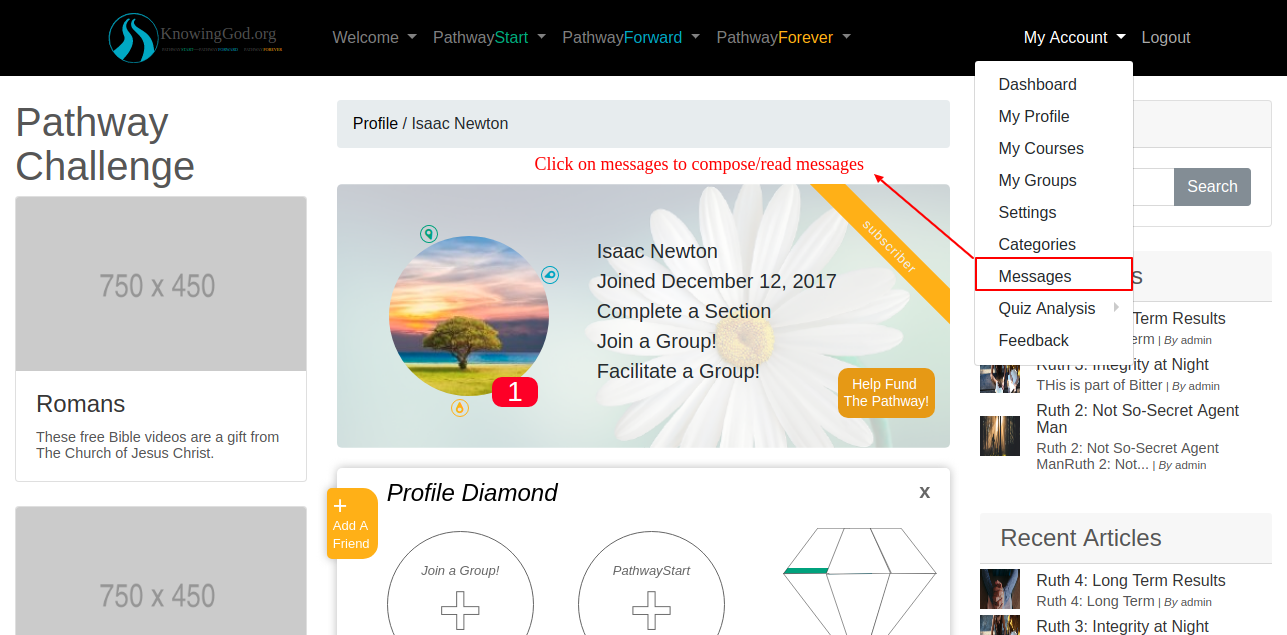 KnowingGod.org
Welcome PathwayStart PathwayForward PathwayForever My Account Logout
Dashboard
My Profile
My Courses
My Groups
Settings
Categories
Messages
Quiz Analysis
Feedback
Pathway
Challenge
750 x 450
Romans
These free Bible videos are a gift from
The Church of Jesus Christ.
750 x 450
Profile / Isaac Newton
Click on messages to compose/read messages
subscriber
Isaac Newton
Joined December 12, 2017
Complete a Section
Join a Group!
Facilitate a Group!
1
Help Fund
The Pathway!
Profile Diamond
x
+
Add A
Friend
Join a Group!
PathwayStart
Search
s
Term Results
erm | By admin
Ruth 3: Integrity at Night
THis is part of Bitter | By admin
Ruth 2: Not So-Secret Agent
Man
Ruth 2: Not So-Secret Agent
ManRuth 2: Not... | By admin
Recent Articles
Ruth 4: Long Term Results
Ruth 4: Long Term | By admin
Ruth 3: Integrity at Night